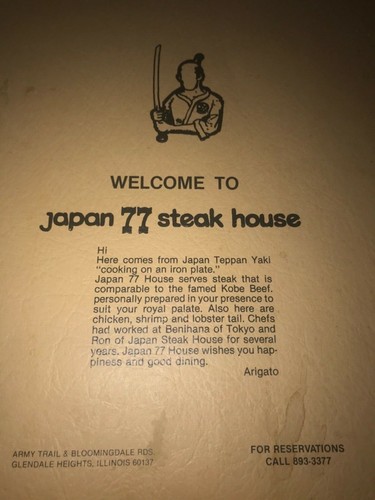 WELCOME TO
japan 77 steak house
Hi
Here comes from Japan Teppan Yaki
"cooking on an iron plate."
Japan 77 House serves steak that is
comparable to the famed Kobe Beef.
personally prepared in your presence to
suit your royal palate. Also here are
chicken, shrimp and lobster tail. Chefs
had worked at Benihana of Tokyo and
Ron of Japan Steak House for several
years. Japan 77 House wishes you hap-
piness and good dining.
Arigato
ARMY TRAIL & BLOOMINGDALE RDS.
GLENDALE HEIGHTS, ILLINOIS 60137
FOR RESERVATIONS
CALL 893-3377